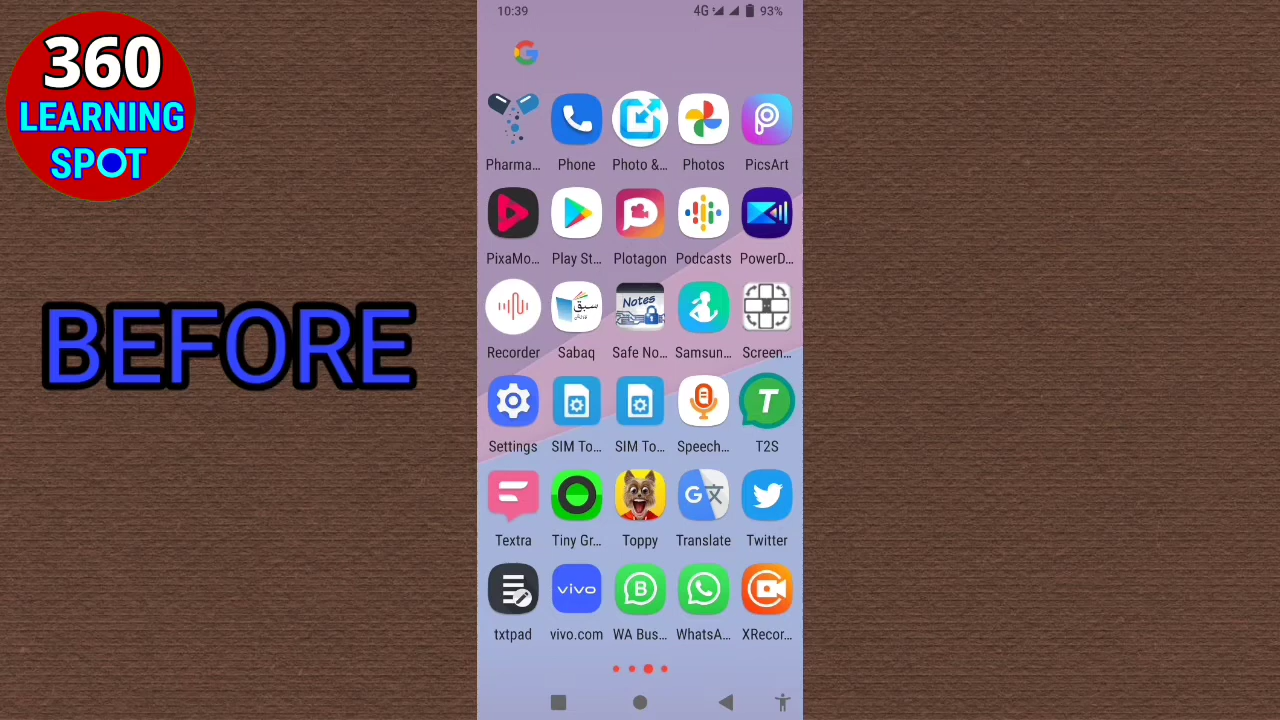 360
LEARNING
SPOT
BEFORE
10:39
4G
93%
Pharma...
Phone
Photo &...
Photos
PicsArt
PixaMo...
Play St...
Plotagon
Podcasts
PowerD...
سبق
Notes
Recorder
Sabaq
Safe No...
Samsun...
Screen...
T
Settings
SIM To...
SIM To...
Speech...
T2S
Textra
Tiny Gr...
Toppy
Translate
Twitter
vivo
B
txtpad
vivo.com
WA Bus...
WhatsA...
XRecor...